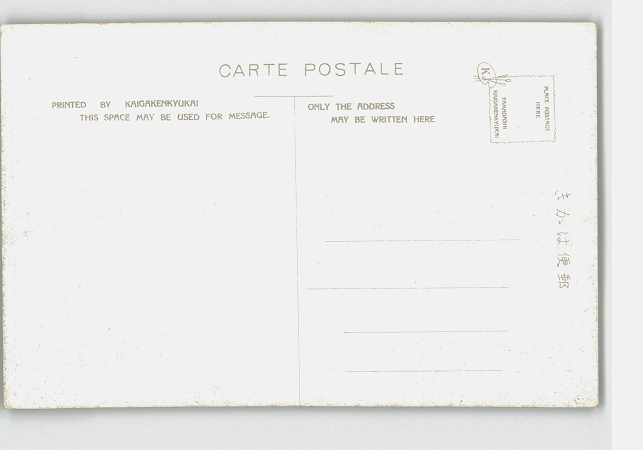 CARTE POSTALE
PRINTED BY KAIGAKENKYUKAI
THIS SPACE MAY BE USED FOR MESSAGE.
ONLY THE ADDRESS
MAY BE WRITTEN HERE
K
PLACE POSTAGE
HERE
KAIGAKENKYUKAI
きかは便郵